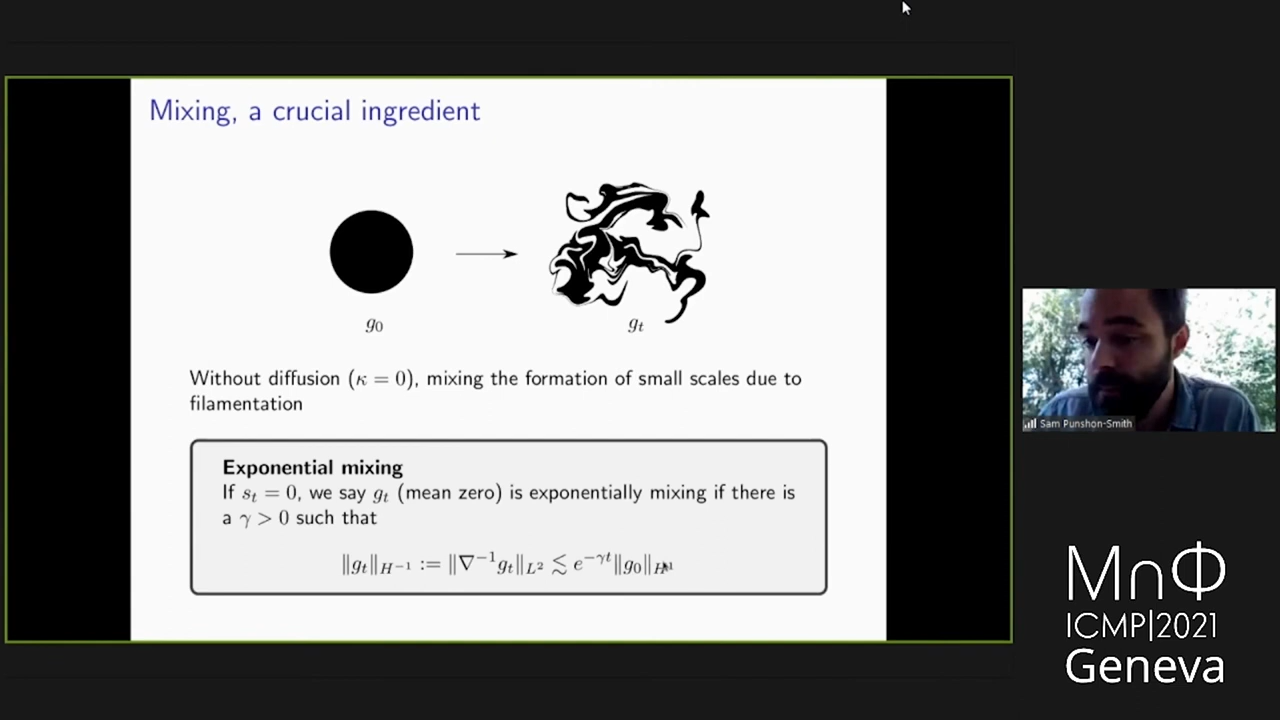 Mixing, a crucial ingredient
g₀
gₜ
Without diffusion (κ = 0), mixing the formation of small scales due to
filamentation
Exponential mixing
If sₜ = 0, we say gₜ (mean zero) is exponentially mixing if there is
a γ > 0 such that
‖gₜ‖_{H⁻¹} := ‖∇⁻¹gₜ‖_{L²} ≲ e^{-γt}‖g₀‖_{H¹}
Sam Punshon-Smith
M∩Φ
ICMP|2021
Geneva